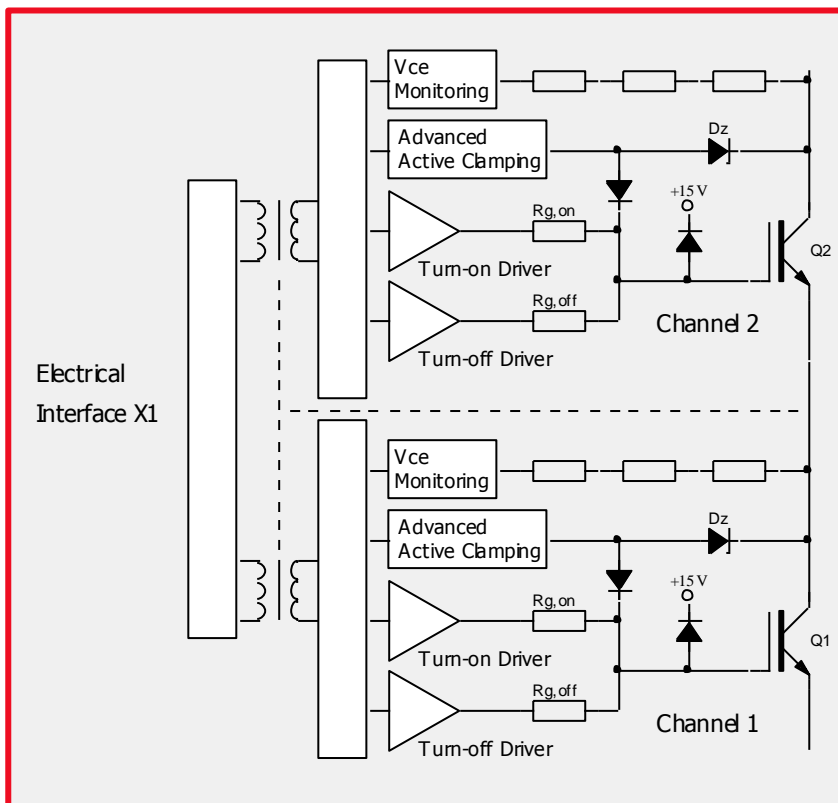 Vce
Monitoring
Advanced
Active Clamping
Dz
+15 V
Rg,on
Q2
Turn-on Driver
Rg,off
Channel 2
Turn-off Driver
Electrical
Interface X1
Vce
Monitoring
Advanced
Active Clamping
Dz
+15 V
Rg,on
Q1
Turn-on Driver
Rg,off
Channel 1
Turn-off Driver